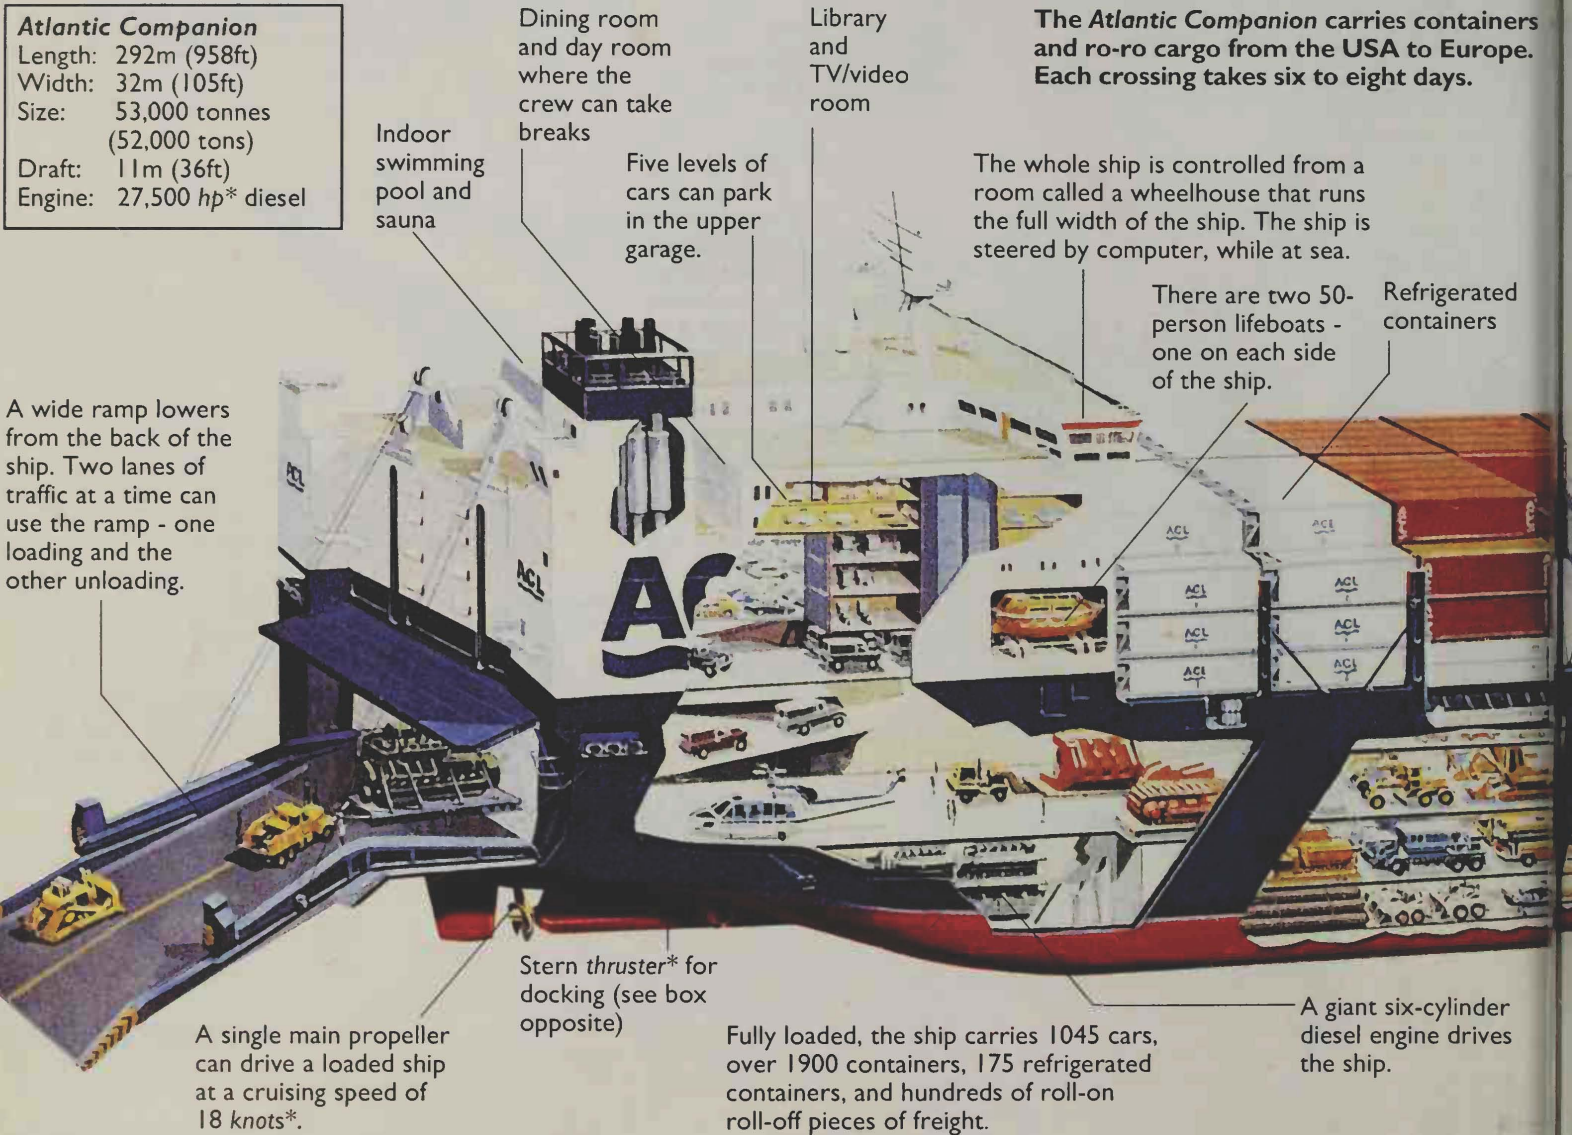 Atlantic Companion
Length: 292m (958ft)
Width: 32m (105ft)
Size: 53,000 tonnes
(52,000 tons)
Draft: 11m (36ft)
Engine: 27,500 hp* diesel
Dining room
and day room
where the
crew can take
breaks
Library
and
TV/video
room
The Atlantic Companion carries containers
and ro-ro cargo from the USA to Europe.
Each crossing takes six to eight days.
Indoor
swimming
pool and
sauna
Five levels of
cars can park
in the upper
garage.
The whole ship is controlled from a
room called a wheelhouse that runs
the full width of the ship. The ship is
steered by computer, while at sea.
There are two 50-
person lifeboats -
one on each side
of the ship.
Refrigerated
containers
A wide ramp lowers
from the back of the
ship. Two lanes of
traffic at a time can
use the ramp - one
loading and the
other unloading.
ACL
ACL
AC
ACL
ACL
ACL
ACL
ACL
ACL
ACL
ACL
A single main propeller
can drive a loaded ship
at a cruising speed of
18 knots*.
Stern thruster* for
docking (see box
opposite)
Fully loaded, the ship carries 1045 cars,
over 1900 containers, 175 refrigerated
containers, and hundreds of roll-on
roll-off pieces of freight.
A giant six-cylinder
diesel engine drives
the ship.